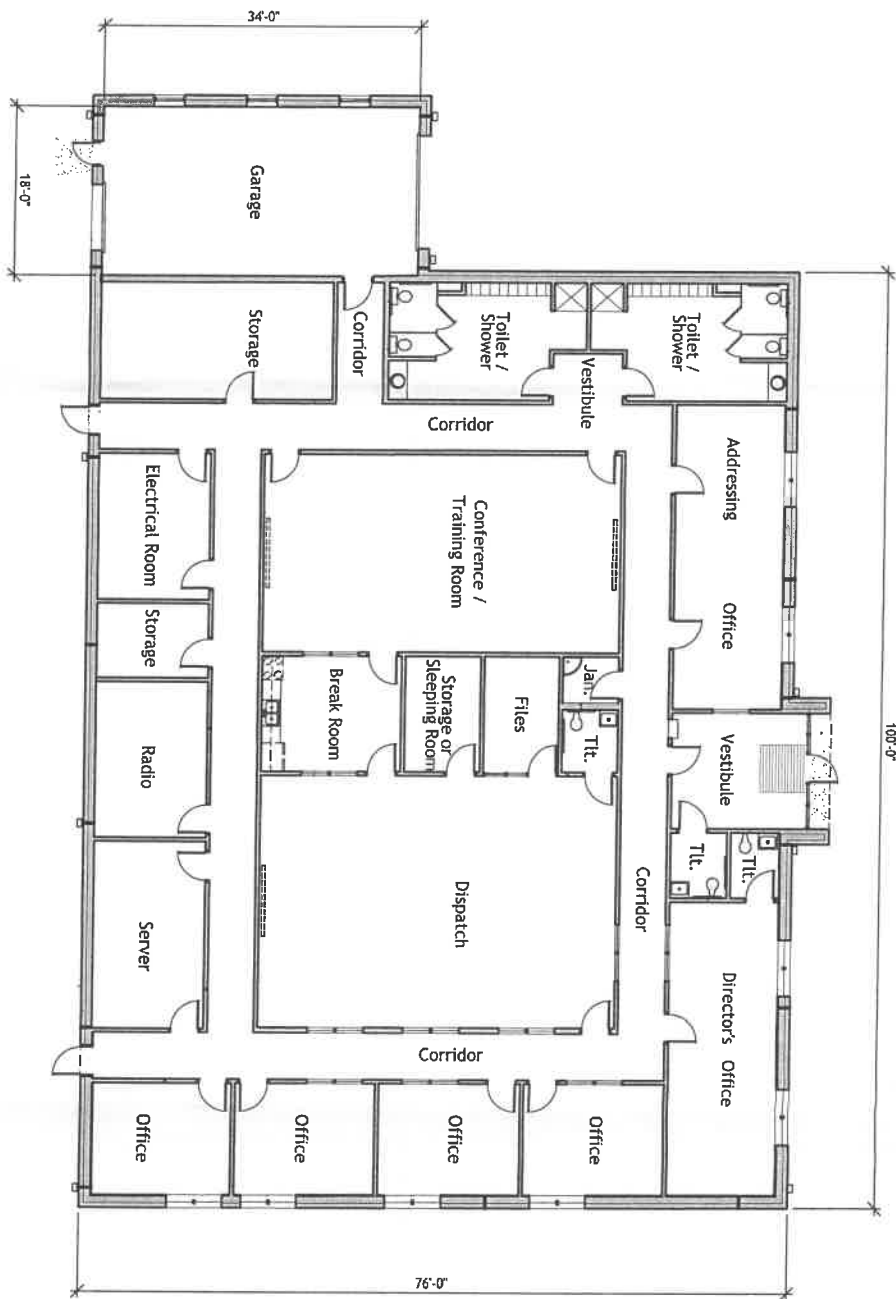 34'-0"
18'-0"
Garage
Storage
Corridor
Toilet /
Shower
Toilet /
Shower
Vestibule
Corridor
Addressing
Office
Electrical Room
Conference /
Training Room
Storage
Break Room
Storage or
Sleeping Room
Files
Jan.
Tlt.
Vestibule
100'-0"
Radio
Server
Dispatch
Corridor
Tlt.
Tlt.
Director's Office
Corridor
Office
Office
Office
Office
76'-0"